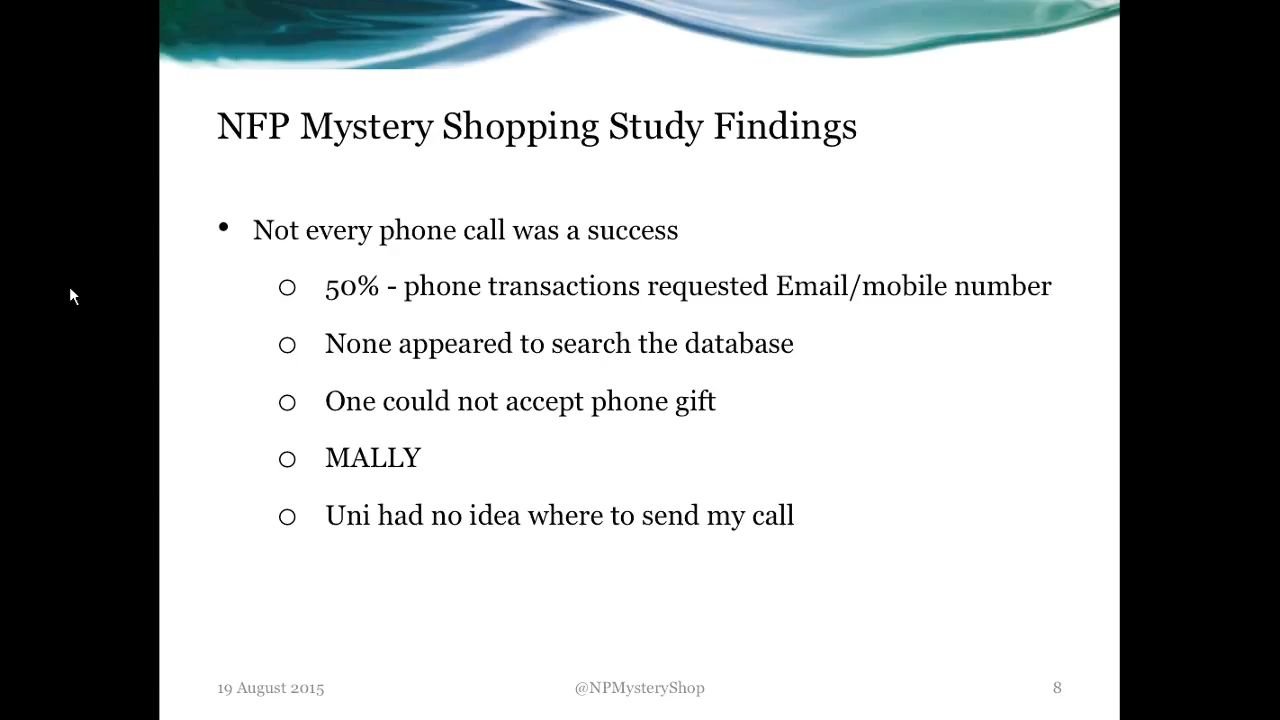 NFP Mystery Shopping Study Findings
• Not every phone call was a success
○ 50% - phone transactions requested Email/mobile number
○ None appeared to search the database
○ One could not accept phone gift
○ MALLY
○ Uni had no idea where to send my call
19 August 2015 @NPMysteryShop 8